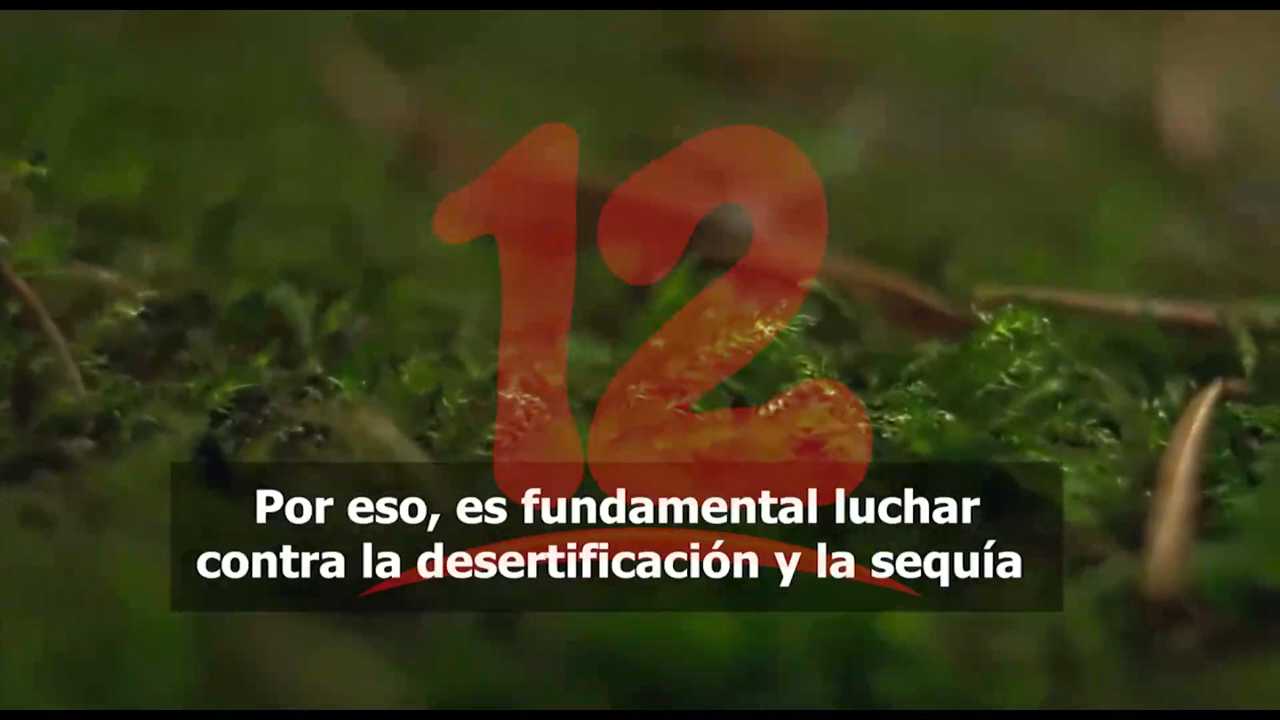 12
Por eso, es fundamental luchar
contra la desertificación y la sequía